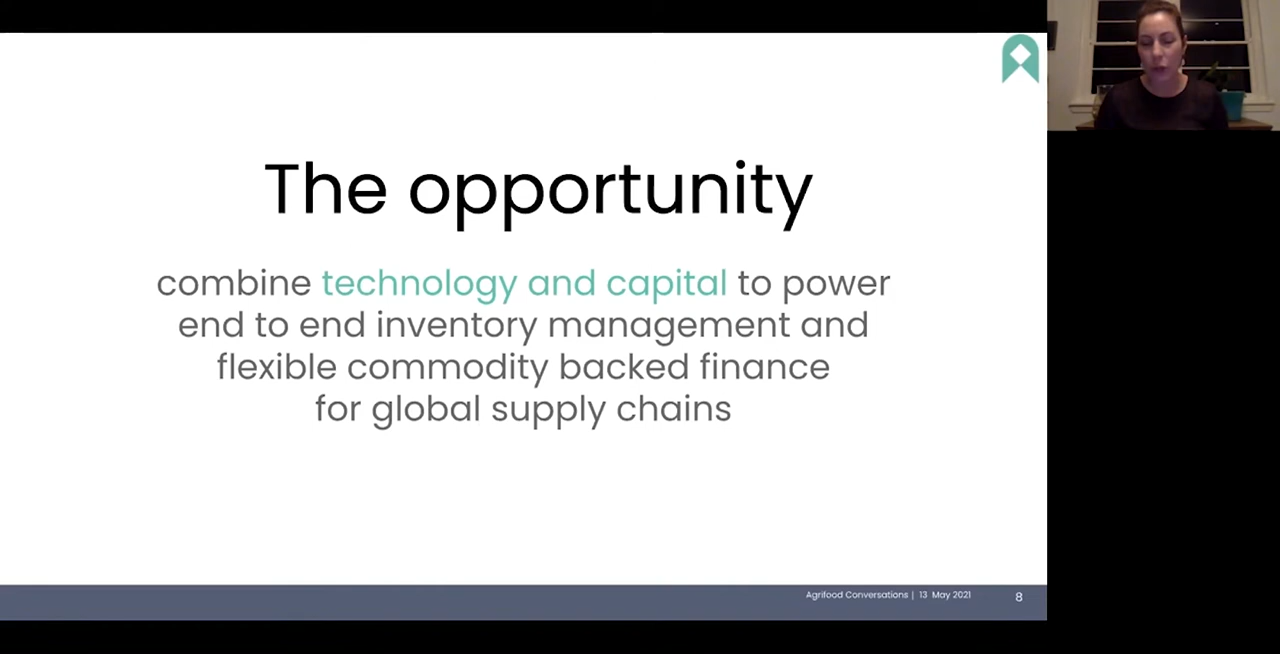 The opportunity
combine technology and capital to power
end to end inventory management and
flexible commodity backed finance
for global supply chains
Agrifood Conversations | 13 May 2021
8